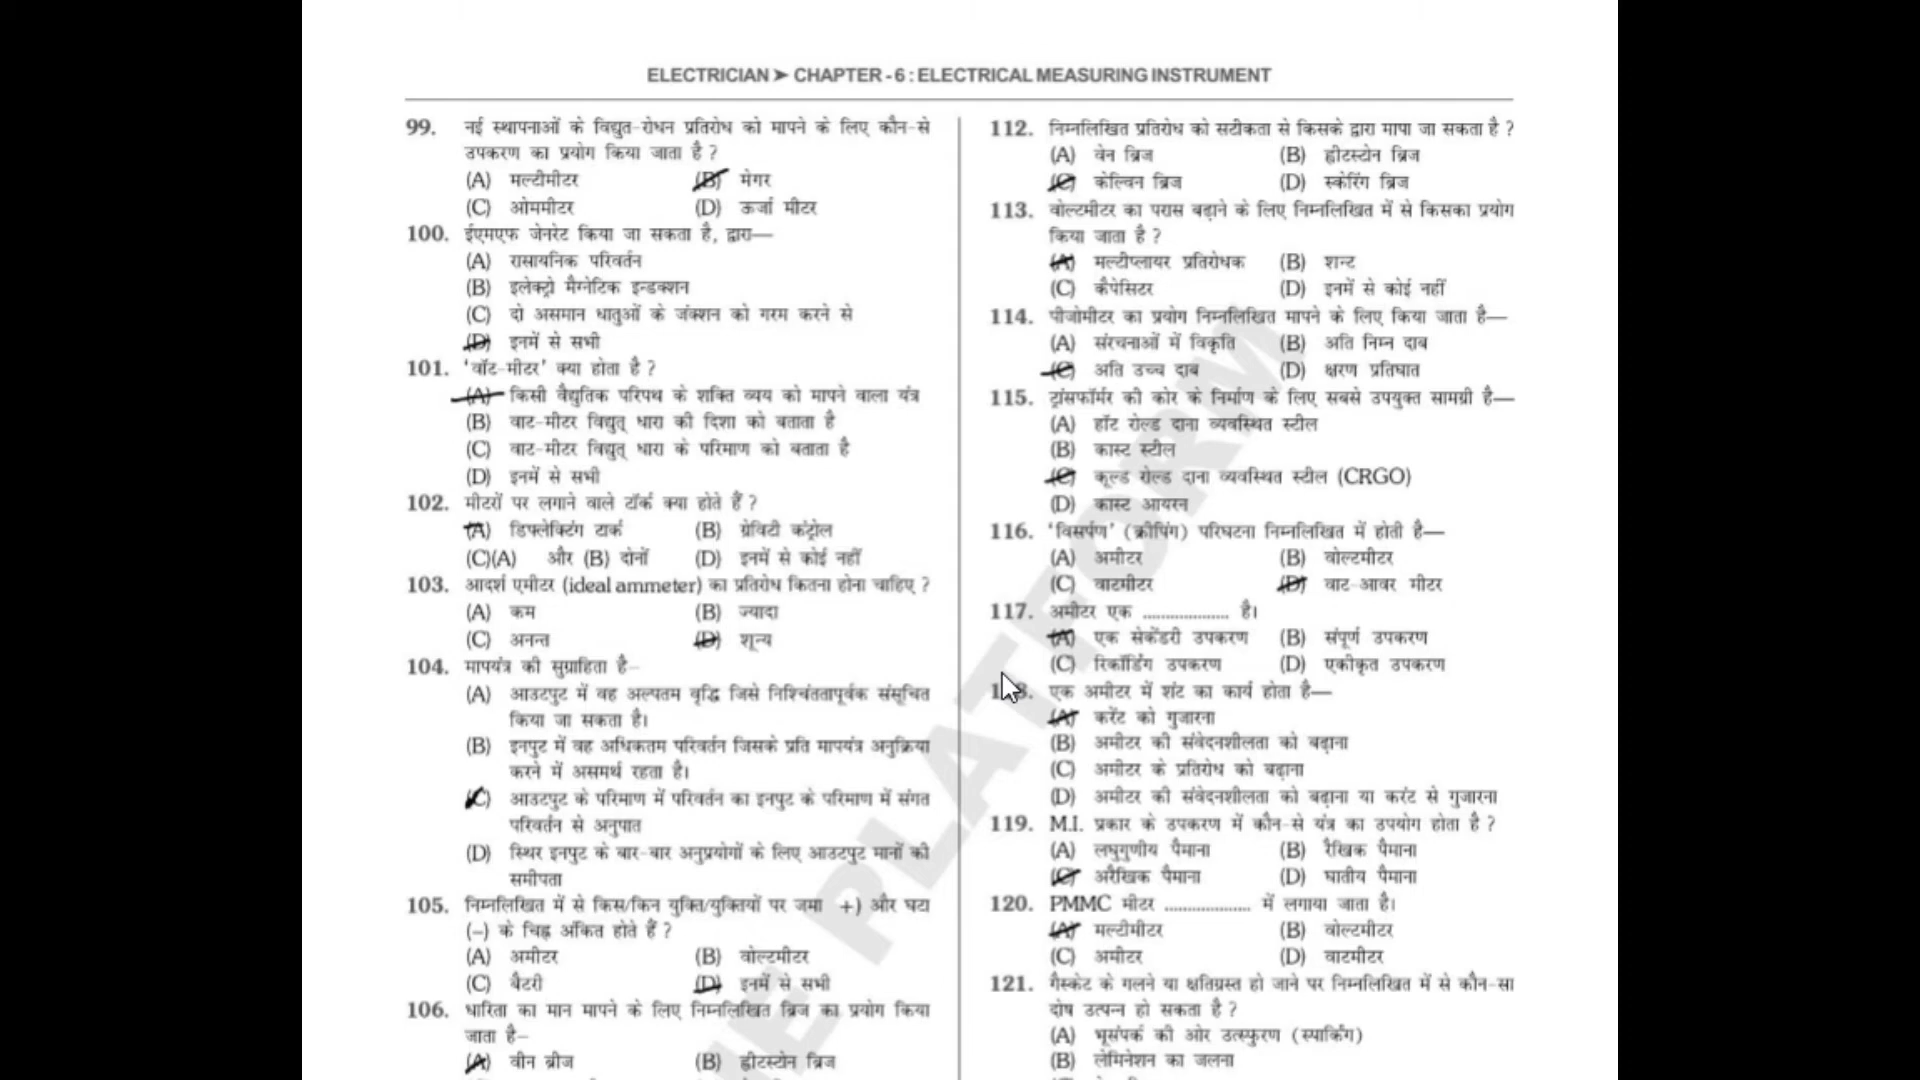 ELECTRICIAN ➤ CHAPTER - 6 : ELECTRICAL MEASURING INSTRUMENT
99. नई स्थापनाओं के विद्युत-रोधन प्रतिरोध को मापने के लिए कौन-से
उपकरण का प्रयोग किया जाता है ?
(A) मल्टीमीटर (B) मेगर
(C) ओममीटर (D) ऊर्जा मीटर
100. ईएमएफ जेनरेट किया जा सकता है, द्वारा—
(A) रासायनिक परिवर्तन
(B) इलेक्ट्रो मैग्नेटिक इन्डक्शन
(C) दो असमान धातुओं के जंक्शन को गरम करने से
(D) इनमें से सभी
101. 'वॉट-मीटर' क्या होता है ?
(A) किसी वैद्युतिक परिपथ के शक्ति व्यय को मापने वाला यंत्र
(B) वाट-मीटर विद्युत् धारा की दिशा को बताता है
(C) वाट-मीटर विद्युत् धारा के परिमाण को बताता है
(D) इनमें से सभी
102. मीटरों पर लगाने वाले टॉर्क क्या होते हैं ?
(A) डिफ्लेक्टिंग टार्क (B) ग्रेविटी कंट्रोल
(C)(A) और (B) दोनों (D) इनमें से कोई नहीं
103. आदर्श एमीटर (ideal ammeter) का प्रतिरोध कितना होना चाहिए ?
(A) कम (B) ज्यादा
(C) अनन्त (D) शून्य
104. मापयंत्र की सुग्राहिता है–
(A) आउटपुट में वह अल्पतम वृद्धि जिसे निश्चिंततापूर्वक संसूचित
किया जा सकता है।
(B) इनपुट में वह अधिकतम परिवर्तन जिसके प्रति मापयंत्र अनुक्रिया
करने में असमर्थ रहता है।
(C) आउटपुट के परिमाण में परिवर्तन का इनपुट के परिमाण में संगत
परिवर्तन से अनुपात
(D) स्थिर इनपुट के बार-बार अनुप्रयोगों के लिए आउटपुट मानों की
समीपता
105. निम्नलिखित में से किस/किन युक्ति/युक्तियों पर जमा +) और घटा
(–) के चिह्न अंकित होते हैं ?
(A) अमीटर (B) वोल्टमीटर
(C) बैटरी (D) इनमें से सभी
106. धारिता का मान मापने के लिए निम्नलिखित ब्रिज का प्रयोग किया
जाता है–
(A) वीन ब्रीज (B) ह्वीटस्टोन ब्रिज
112. निम्नलिखित प्रतिरोध को सटीकता से किसके द्वारा मापा जा सकता है ?
(A) वेन ब्रिज (B) ह्वीटस्टोन ब्रिज
(C) केल्विन ब्रिज (D) स्केरिंग ब्रिज
113. वोल्टमीटर का परास बढ़ाने के लिए निम्नलिखित में से किसका प्रयोग
किया जाता है ?
(A) मल्टीप्लायर प्रतिरोधक (B) शन्ट
(C) कैपेसिटर (D) इनमें से कोई नहीं
114. पीजोमीटर का प्रयोग निम्नलिखित मापने के लिए किया जाता है—
(A) संरचनाओं में विकृति (B) अति निम्न दाब
(C) अति उच्च दाब (D) क्षरण प्रतिघात
115. ट्रांसफॉर्मर की कोर के निर्माण के लिए सबसे उपयुक्त सामग्री है—
(A) हॉट रोल्ड दाना व्यवस्थित स्टील
(B) कास्ट स्टील
(C) कूल्ड रोल्ड दाना व्यवस्थित स्टील (CRGO)
(D) कास्ट आयरन
116. 'विसर्पण' (क्रीपिंग) परिघटना निम्नलिखित में होती है—
(A) अमीटर (B) वोल्टमीटर
(C) वाटमीटर (D) वाट-आवर मीटर
117. अमीटर एक .................... है।
(A) एक सेकेंडरी उपकरण (B) संपूर्ण उपकरण
(C) रिकॉर्डिंग उपकरण (D) एकीकृत उपकरण
118. एक अमीटर में शंट का कार्य होता है—
(A) करेंट को गुजारना
(B) अमीटर की संवेदनशीलता को बढ़ाना
(C) अमीटर के प्रतिरोध को बढ़ाना
(D) अमीटर की संवेदनशीलता को बढ़ाना या करंट से गुजारना
119. M.I. प्रकार के उपकरण में कौन-से यंत्र का उपयोग होता है ?
(A) लघुगुणीय पैमाना (B) रैखिक पैमाना
(C) अरैखिक पैमाना (D) घातीय पैमाना
120. PMMC मीटर .................... में लगाया जाता है।
(A) मल्टीमीटर (B) वोल्टमीटर
(C) अमीटर (D) वाटमीटर
121. गैस्केट के गलने या क्षतिग्रस्त हो जाने पर निम्नलिखित में से कौन-सा
दोष उत्पन्न हो सकता है ?
(A) भूसंपर्क की ओर उत्स्फुरण (स्पार्किंग)
(B) लेमिनेशन का जलना
PLATFORM